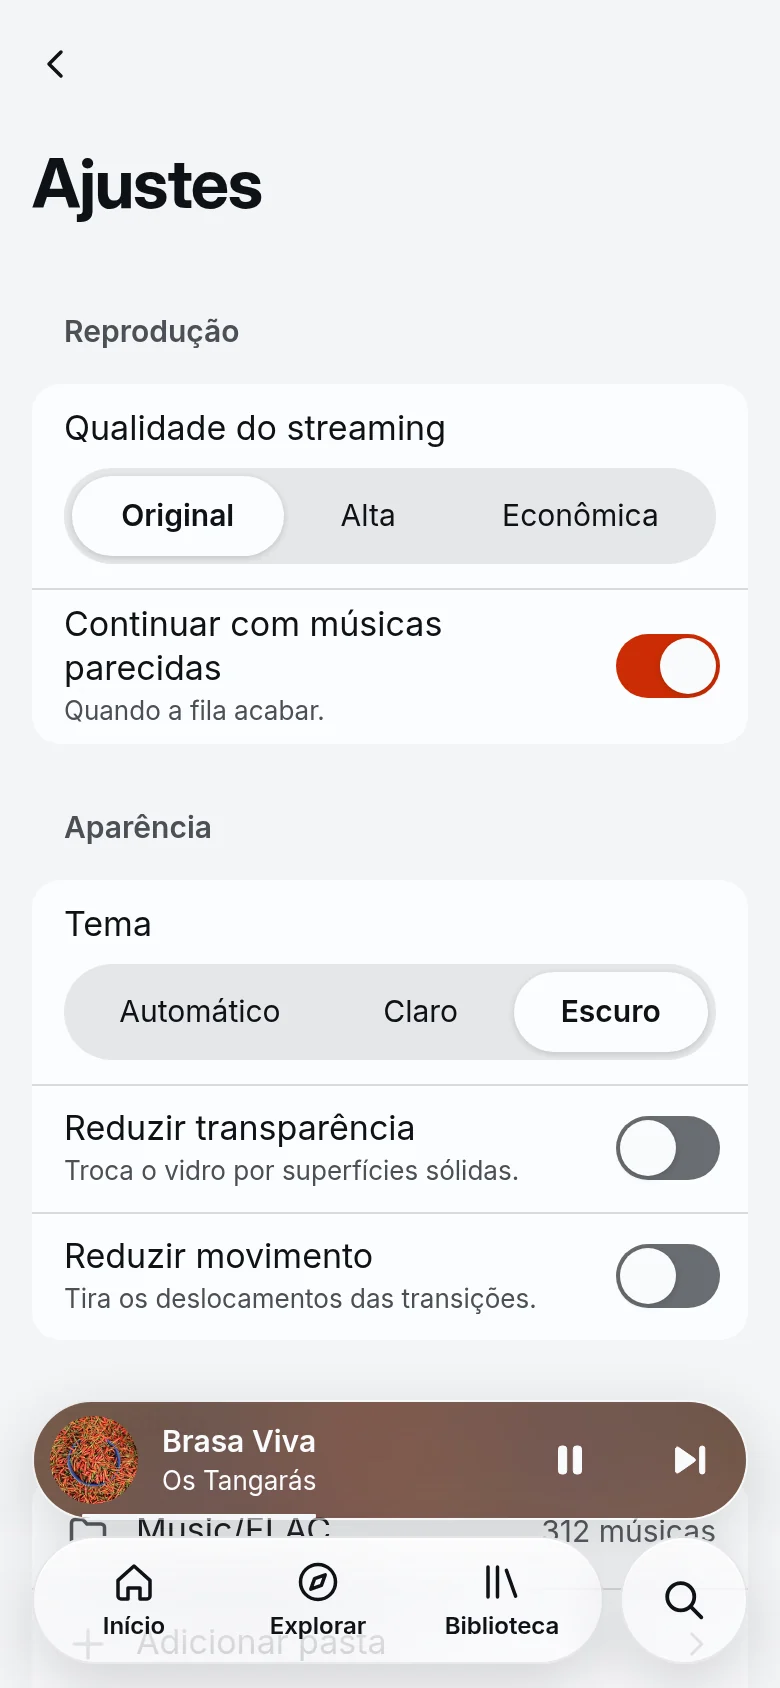 Ajustes
Reprodução
Qualidade do streaming
Original Alta Econômica
Continuar com músicas
parecidas
Quando a fila acabar.
Aparência
Tema
Automático Claro Escuro
Reduzir transparência
Troca o vidro por superfícies sólidas.
Reduzir movimento
Tira os deslocamentos das transições.
Brasa Viva
Os Tangarás
Music/FLAC 312 músicas
Início Explorar Biblioteca
Adicionar pasta